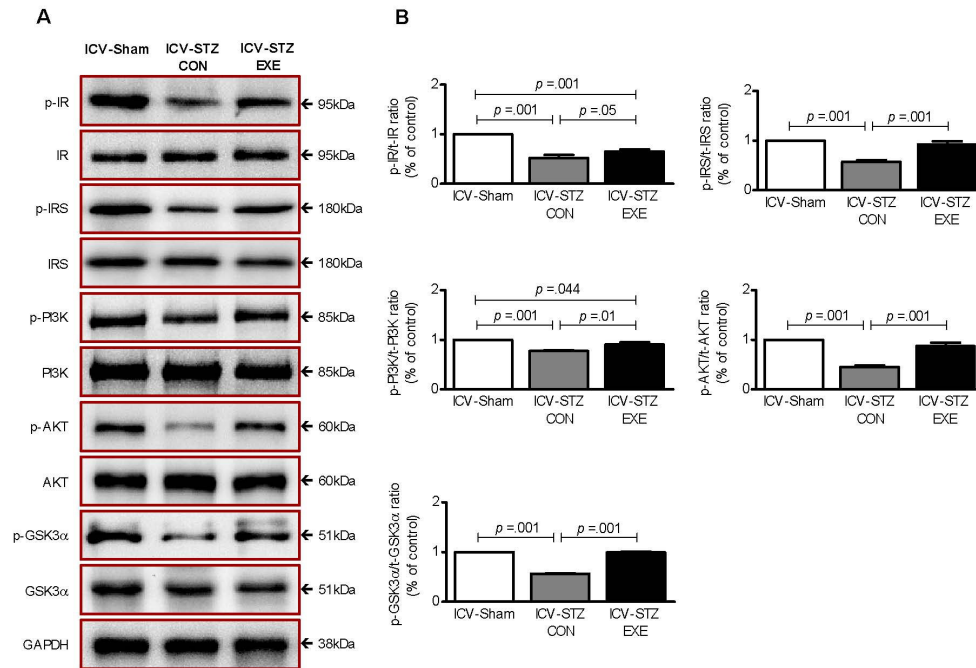 A
ICV-Sham
ICV-STZ
CON
ICV-STZ
EXE
p-IR
95kDa
IR
95kDa
p-IRS
180kDa
IRS
180kDa
p-PI3K
85kDa
PI3K
85kDa
p-AKT
60kDa
AKT
60kDa
p-GSK3α
51kDa
GSK3α
51kDa
GAPDH
38kDa
B
p-IR/t-IR ratio
(% of control)
2
1
0
p =.001
p =.001
p =.05
ICV-Sham
ICV-STZ
CON
ICV-STZ
EXE
p-IRS/t-IRS ratio
(% of control)
2
1
0
p =.001
p =.001
ICV-Sham
ICV-STZ
CON
ICV-STZ
EXE
p-PI3K/t-PI3K ratio
(% of control)
2
1
0
p =.044
p =.001
p =.01
ICV-Sham
ICV-STZ
CON
ICV-STZ
EXE
p-AKT/t-AKT ratio
(% of control)
2
1
0
p =.001
p =.001
ICV-Sham
ICV-STZ
CON
ICV-STZ
EXE
p-GSK3α/t-GSK3α ratio
(% of control)
2
1
0
p =.001
p =.001
ICV-Sham
ICV-STZ
CON
ICV-STZ
EXE